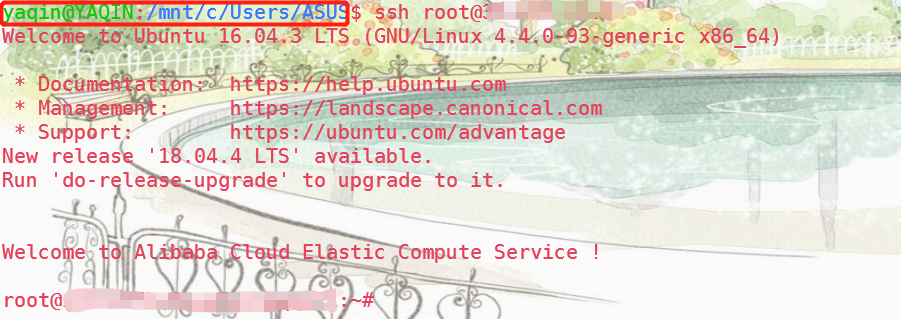 yaqin@YAQIN:/mnt/c/Users/ASUS$ ssh root@
Welcome to Ubuntu 16.04.3 LTS (GNU/Linux 4.4.0-93-generic x86_64)
* Documentation: https://help.ubuntu.com
* Management: https://landscape.canonical.com
* Support: https://ubuntu.com/advantage
New release '18.04.4 LTS' available.
Run 'do-release-upgrade' to upgrade to it.
Welcome to Alibaba Cloud Elastic Compute Service !
root@ :~#